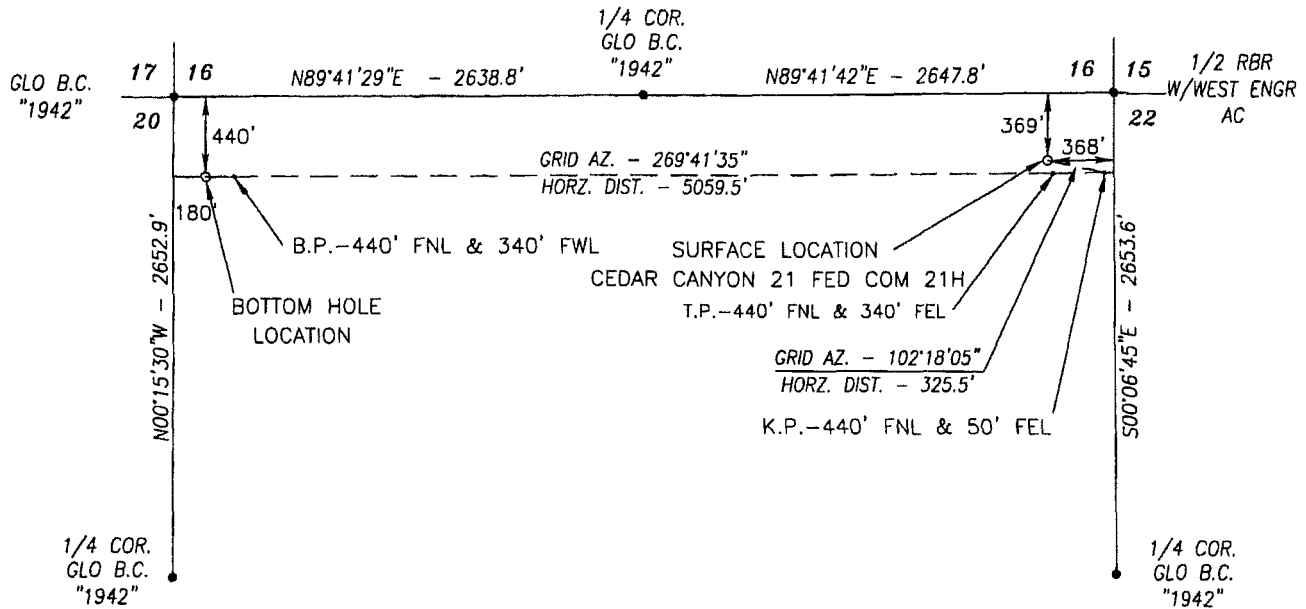 1/4 COR.
GLO B.C.
"1942"
GLO B.C.
"1942"
17 16
N89°41'29"E - 2638.8'
N89°41'42"E - 2647.8'
16 15
1/2 RBR
W/WEST ENGR
AC
20
22
440'
369'
368'
GRID AZ. - 269°41'35"
HORZ. DIST. - 5059.5'
180'
B.P.-440' FNL & 340' FWL
BOTTOM HOLE
LOCATION
SURFACE LOCATION
CEDAR CANYON 21 FED COM 21H
T.P.-440' FNL & 340' FEL
GRID AZ. - 102°18'05"
HORZ. DIST. - 325.5'
K.P.-440' FNL & 50' FEL
N00°15'30"W - 2652.9'
S00°06'45"E - 2653.6'
1/4 COR.
GLO B.C.
"1942"
1/4 COR.
GLO B.C.
"1942"